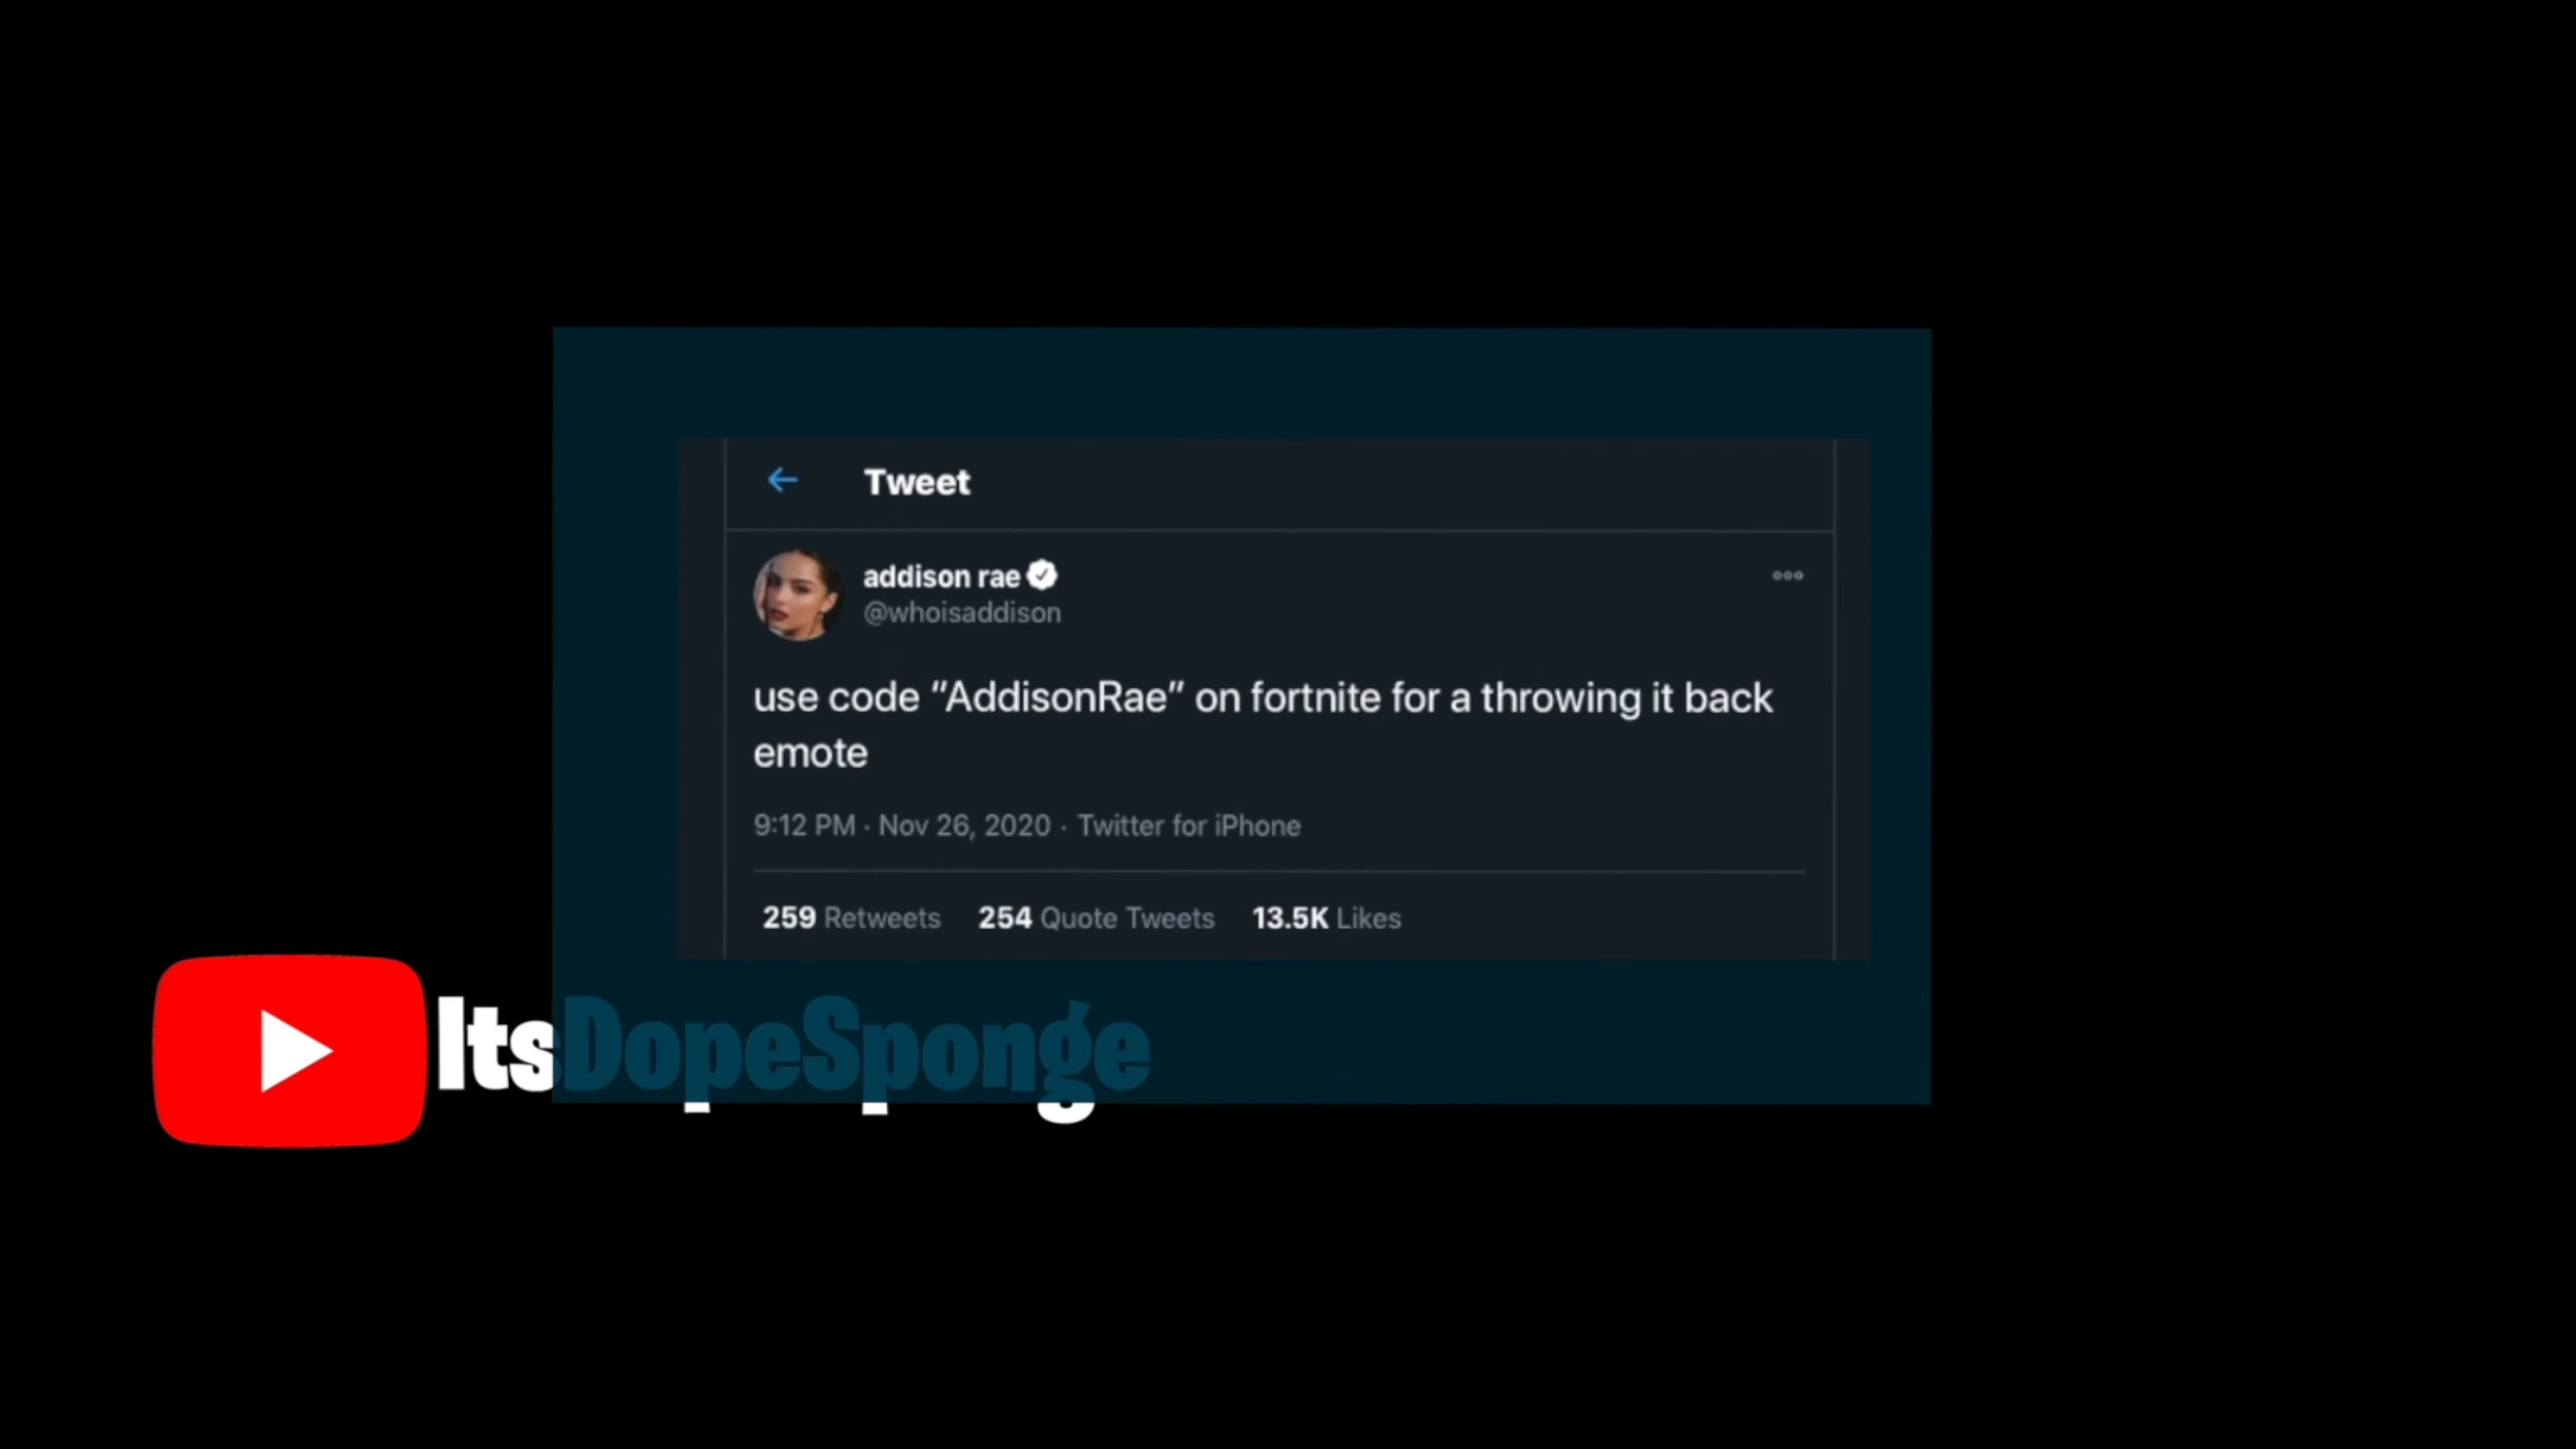 Tweet
addison rae
@whoisaddison
use code “AddisonRae” on fortnite for a throwing it back
emote
9:12 PM · Nov 26, 2020 · Twitter for iPhone
259 Retweets 254 Quote Tweets 13.5K Likes
ItsDopeSponge